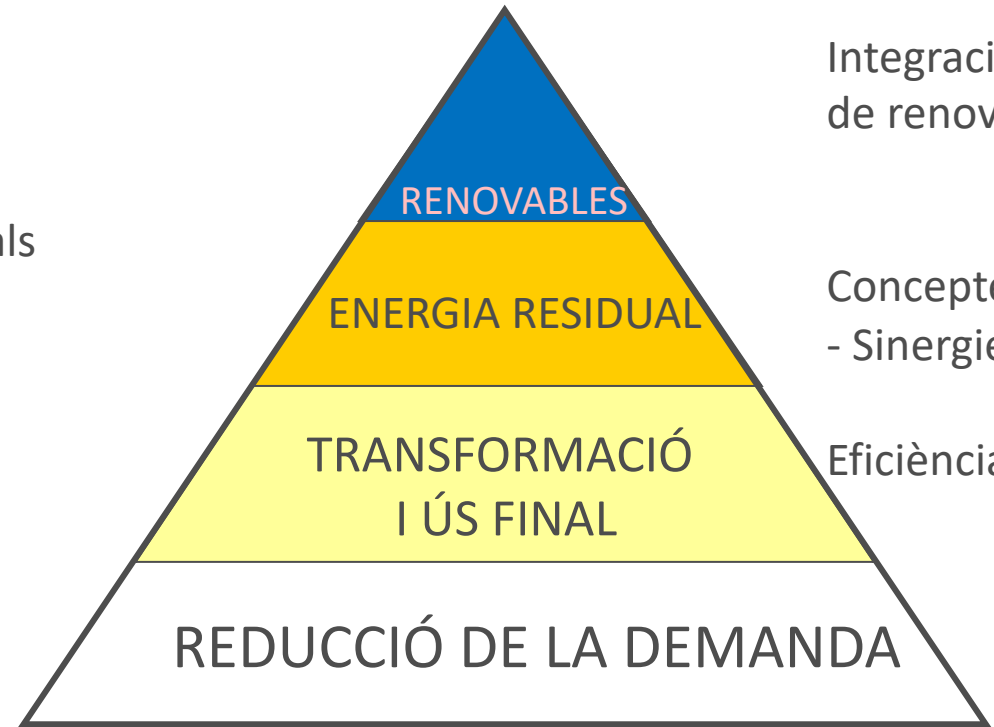 Integraci
de renov
RENOVABLES
als
ENERGIA RESIDUAL
Concepte
- Sinergie
TRANSFORMACIÓ
I ÚS FINAL
Eficiència
REDUCCIÓ DE LA DEMANDA